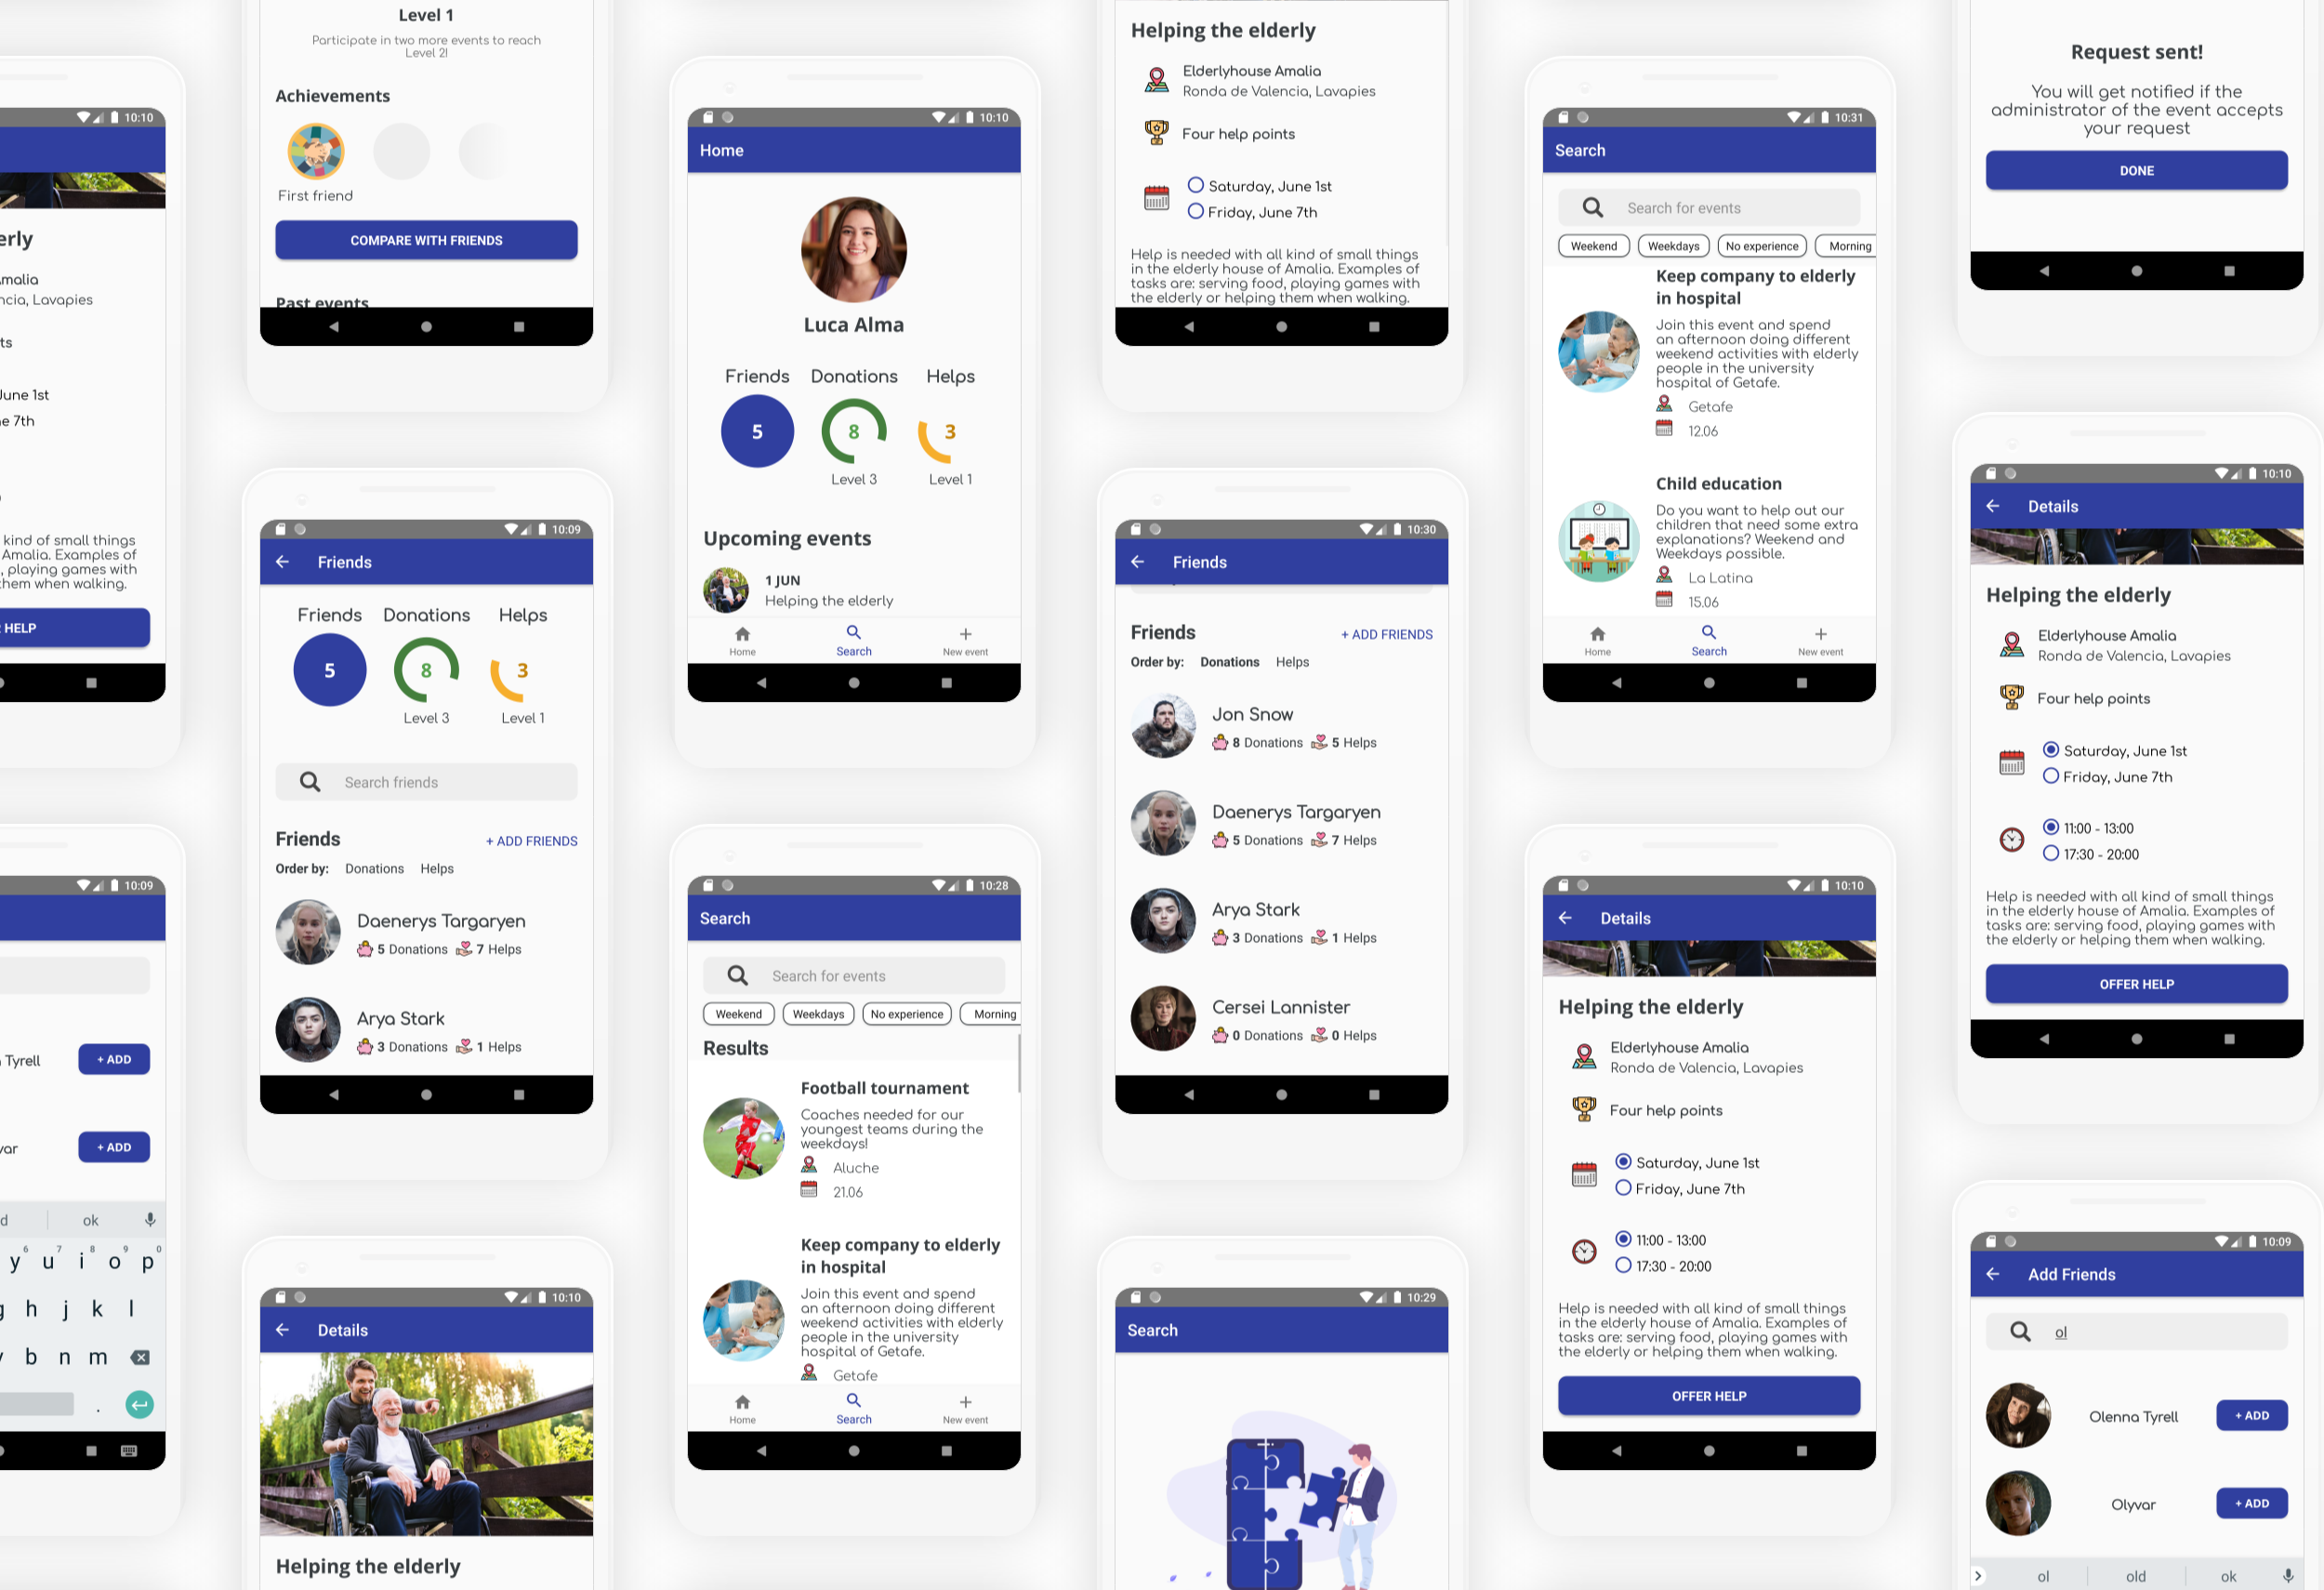 10:10
erly
malia
ncia, Lavapies
ts
June 1st
e 7th
kind of small things
Amalia. Examples of
, playing games with
them when walking.
HELP
10:09
Tyrell
+ ADD
var
+ ADD
d
ok
y 6 u 7 i 8 o 9 p 0
g h j k l
v b n m
.
Level 1
Participate in two more events to reach
Level 2!
Achievements
First friend
COMPARE WITH FRIENDS
Past events
10:09
Friends
Friends Donations Helps
5 8 3
Level 3 Level 1
Search friends
Friends
+ ADD FRIENDS
Order by: Donations Helps
Daenerys Targaryen
5 Donations 7 Helps
Arya Stark
3 Donations 1 Helps
10:10
Details
Helping the elderly
10:10
Home
Luca Alma
Friends Donations Helps
5 8 3
Level 3 Level 1
Upcoming events
1 JUN
Helping the elderly
Home Search New event
10:28
Search
Search for events
Weekend Weekdays No experience Morning
Results
Football tournament
Coaches needed for our
youngest teams during the
weekdays!
Aluche
21.06
Keep company to elderly
in hospital
Join this event and spend
an afternoon doing different
weekend activities with elderly
people in the university
hospital of Getafe.
Getafe
Home Search New event
Helping the elderly
Elderlyhouse Amalia
Ronda de Valencia, Lavapies
Four help points
Saturday, June 1st
Friday, June 7th
Help is needed with all kind of small things
in the elderly house of Amalia. Examples of
tasks are: serving food, playing games with
the elderly or helping them when walking.
10:30
Friends
Friends
+ ADD FRIENDS
Order by: Donations Helps
Jon Snow
8 Donations 5 Helps
Daenerys Targaryen
5 Donations 7 Helps
Arya Stark
3 Donations 1 Helps
Cersei Lannister
0 Donations 0 Helps
10:29
Search
10:31
Search
Search for events
Weekend Weekdays No experience Morning
Keep company to elderly
in hospital
Join this event and spend
an afternoon doing different
weekend activities with elderly
people in the university
hospital of Getafe.
Getafe
12.06
Child education
Do you want to help out our
children that need some extra
explanations? Weekend and
Weekdays possible.
La Latina
15.06
Home Search New event
10:10
Details
Helping the elderly
Elderlyhouse Amalia
Ronda de Valencia, Lavapies
Four help points
Saturday, June 1st
Friday, June 7th
11:00 - 13:00
17:30 - 20:00
Help is needed with all kind of small things
in the elderly house of Amalia. Examples of
tasks are: serving food, playing games with
the elderly or helping them when walking.
OFFER HELP
Request sent!
You will get notified if the
administrator of the event accepts
your request
DONE
10:10
Details
Helping the elderly
Elderlyhouse Amalia
Ronda de Valencia, Lavapies
Four help points
Saturday, June 1st
Friday, June 7th
11:00 - 13:00
17:30 - 20:00
Help is needed with all kind of small things
in the elderly house of Amalia. Examples of
tasks are: serving food, playing games with
the elderly or helping them when walking.
OFFER HELP
10:09
Add Friends
ol
Olenna Tyrell
+ ADD
Olyvar
+ ADD
ol old ok